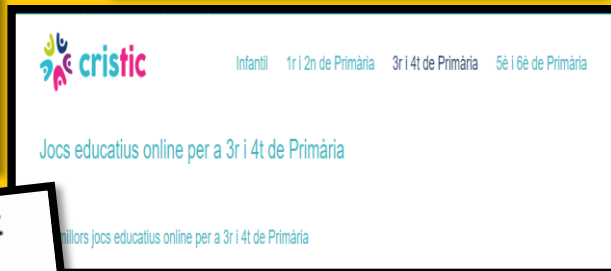 cristic
Infantil 1r i 2n de Primària 3r i 4t de Primària 5è i 6è de Primària
Jocs educatius online per a 3r i 4t de Primària
jocs educatius online per a 3r i 4t de Primària